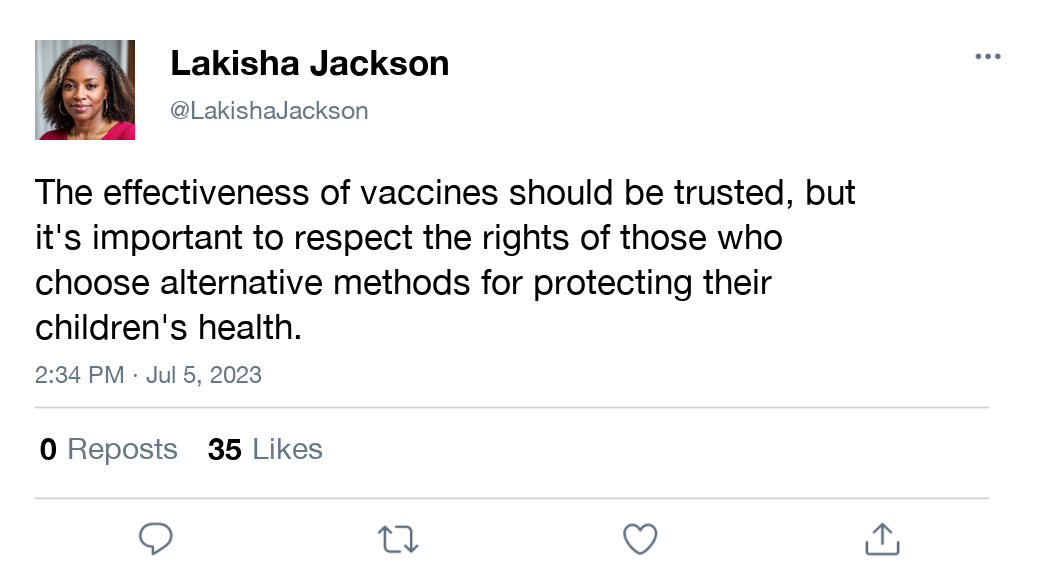 Lakisha Jackson
@LakishaJackson
The effectiveness of vaccines should be trusted, but
it's important to respect the rights of those who
choose alternative methods for protecting their
children's health.
2:34 PM · Jul 5, 2023
0 Reposts 35 Likes